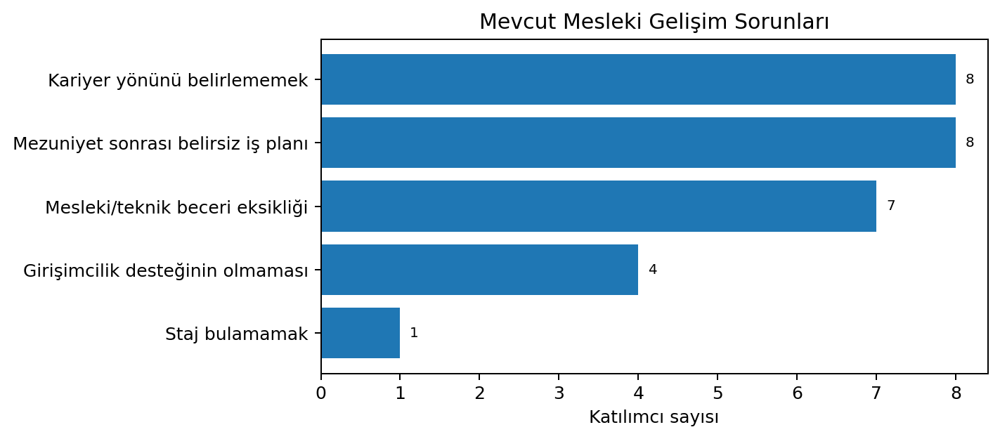 Mevcut Mesleki Gelişim Sorunları
Kariyer yönünü belirlememek 8
Mezuniyet sonrası belirsiz iş planı 8
Mesleki/teknik beceri eksikliği 7
Girişimcilik desteğinin olmaması 4
Staj bulamamak 1
0 1 2 3 4 5 6 7 8
Katılımcı sayısı